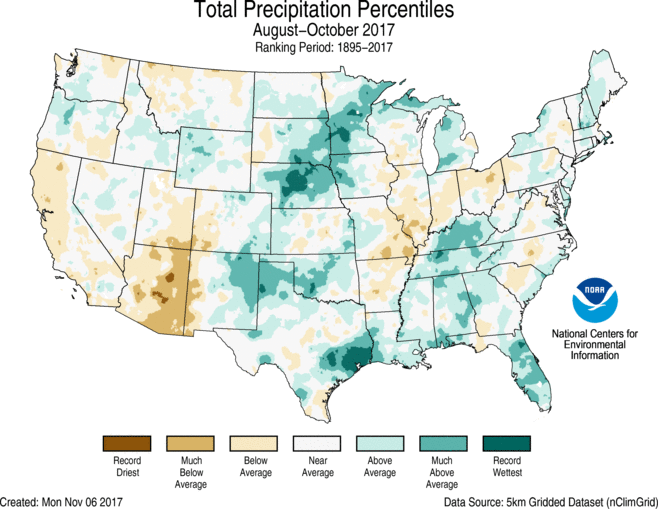 Total Precipitation Percentiles
August–October 2017
Ranking Period: 1895–2017
NOAA
National Centers for
Environmental
Information
Record
Driest
Much
Below
Average
Below
Average
Near
Average
Above
Average
Much
Above
Average
Record
Wettest
Created: Mon Nov 06 2017
Data Source: 5km Gridded Dataset (nClimGrid)